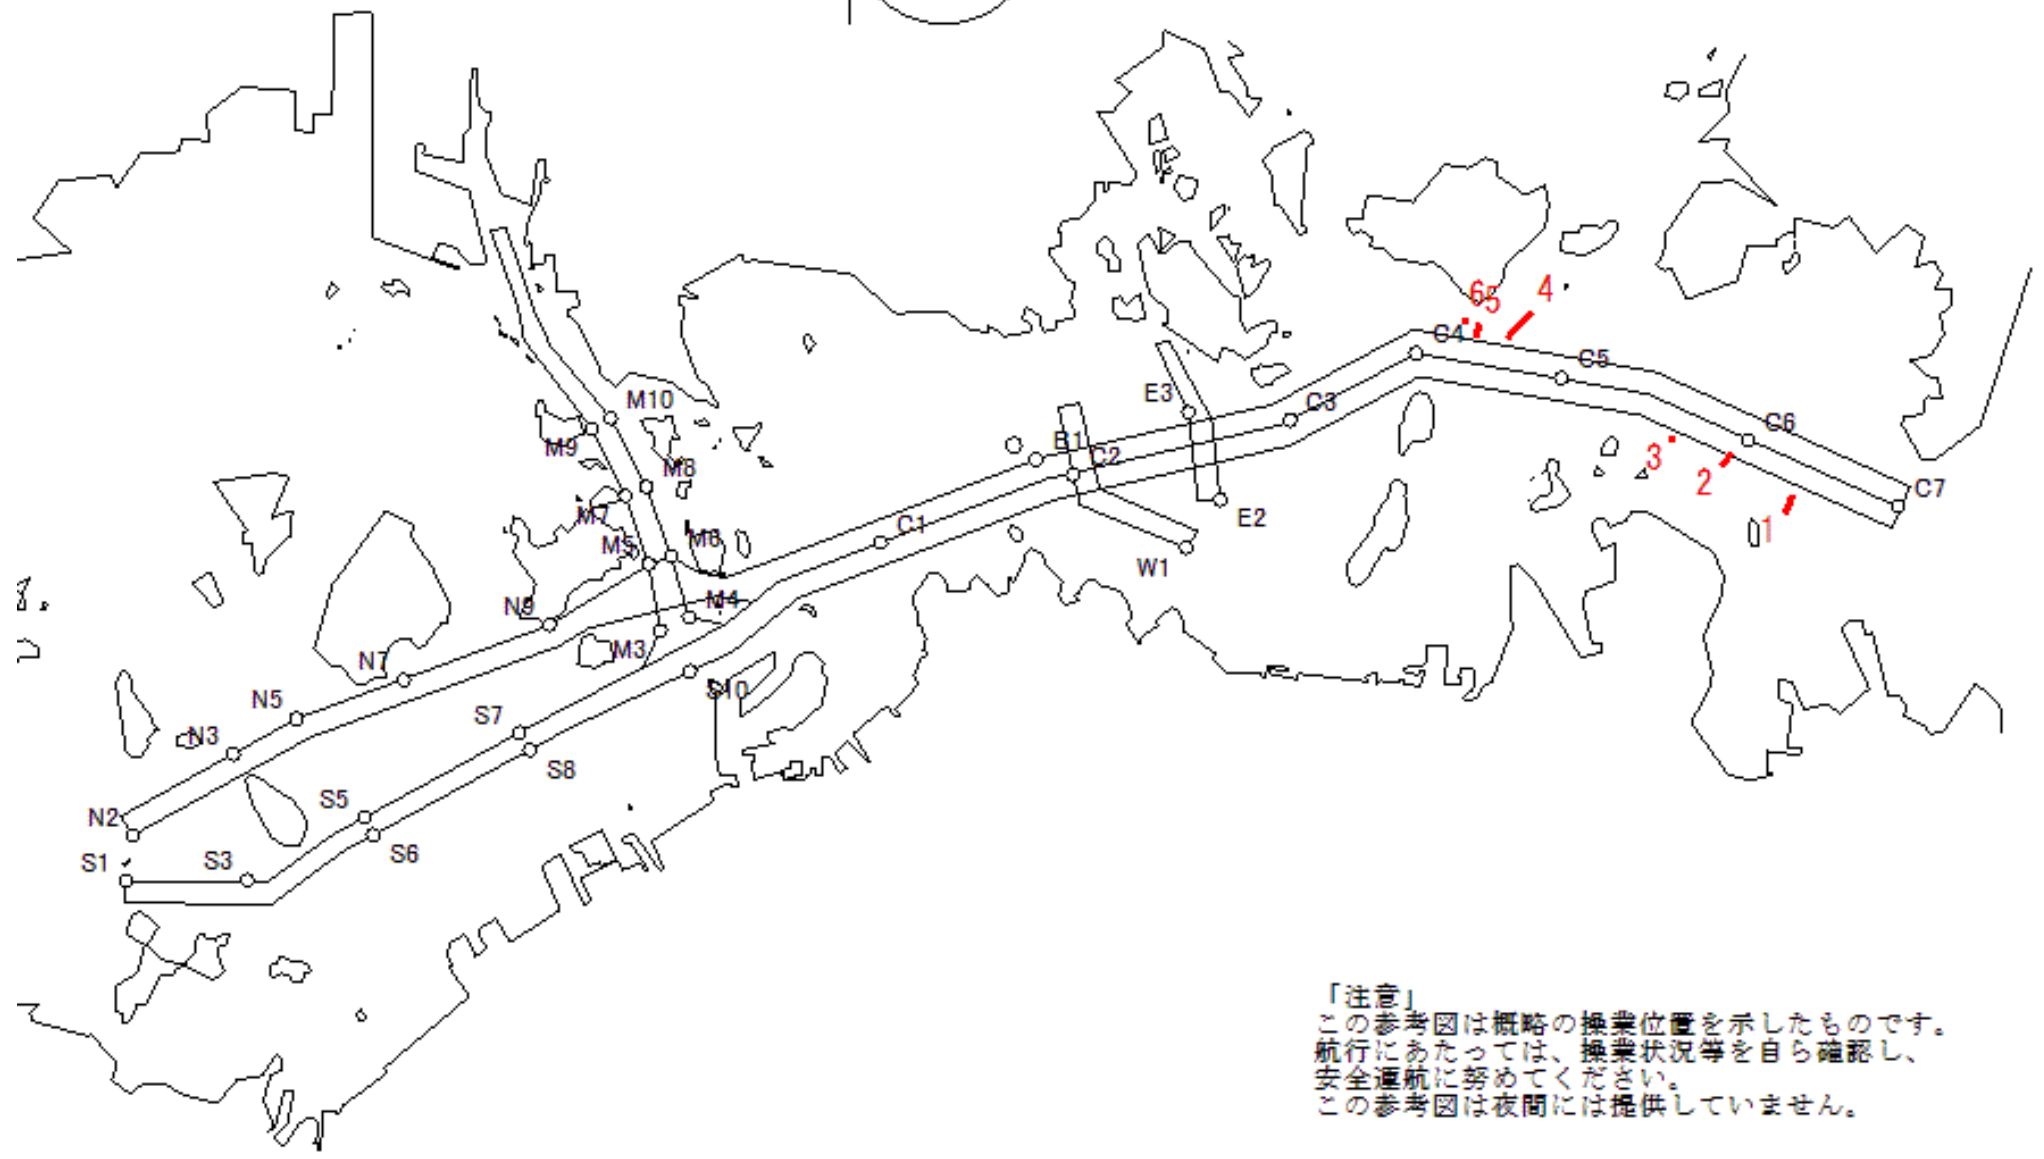 6
5
4
C4
C5
E3
M10
C3
C6
B1
M9
C2
3
M8
2
C7
M7
E2
1
C1
M5
M6
W1
N9
M4
M3
N7
S10
N5
S7
N3
S8
S5
N2
S6
S1
S3
「注意」
この参考図は概略の操業位置を示したものです。
航行にあたっては、操業状況等を自ら確認し、
安全運航に努めてください。
この参考図は夜間には提供していません。